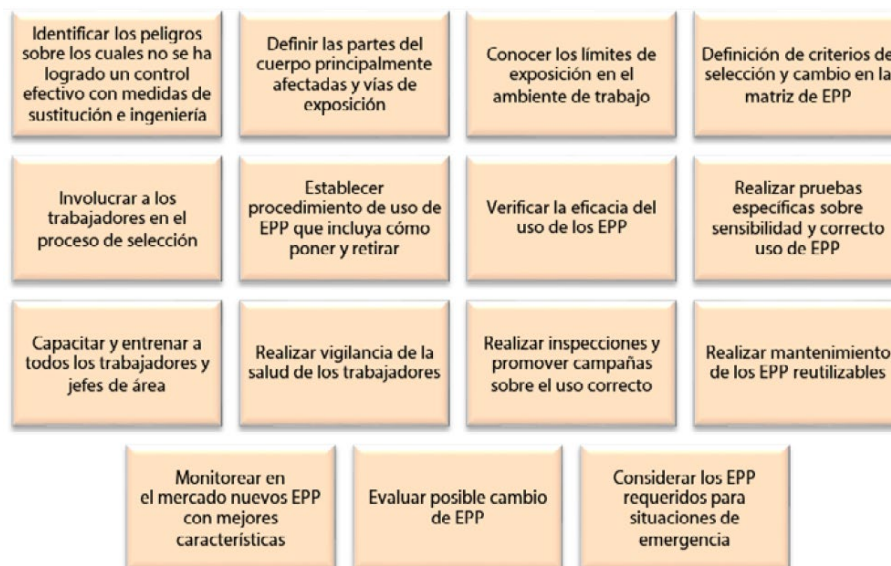 Identificar los peligros
sobre los cuales no se ha
logrado un control
efectivo con medidas de
sustitución e ingeniería
Definir las partes del
cuerpo principalmente
afectadas y vías de
exposición
Conocer los límites de
exposición en el
ambiente de trabajo
Definición de criterios de
selección y cambio en la
matriz de EPP
Involucrar a los
trabajadores en el
proceso de selección
Establecer
procedimiento de uso de
EPP que incluya cómo
poner y retirar
Verificar la eficacia del
uso de los EPP
Realizar pruebas
específicas sobre
sensibilidad y correcto
uso de EPP
Capacitar y entrenar a
todos los trabajadores y
jefes de área
Realizar vigilancia de la
salud de los trabajadores
Realizar inspecciones y
promover campañas
sobre el uso correcto
Realizar mantenimiento
de los EPP reutilizables
Monitorear en
el mercado nuevos EPP
con mejores
características
Evaluar posible cambio
de EPP
Considerar los EPP
requeridos para
situaciones de
emergencia